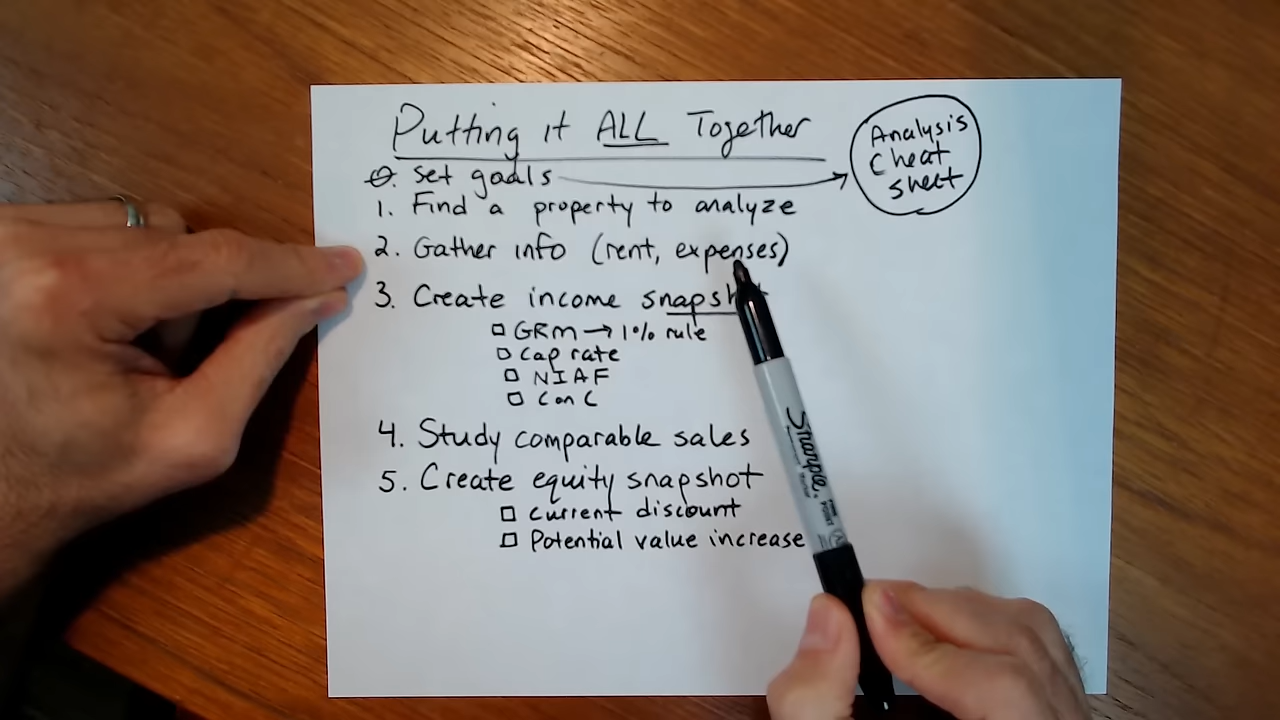 Putting it ALL Together
0. Set goals
Analysis
Cheat
Sheet
1. Find a property to analyze
2. Gather info (rent, expenses)
3. Create income
GRM → 1% rule
Cap rate
NIAF
ConC
4. Study comparable sales
5. Create equity snapshot
Current discount
Potential value increase
Sharpie